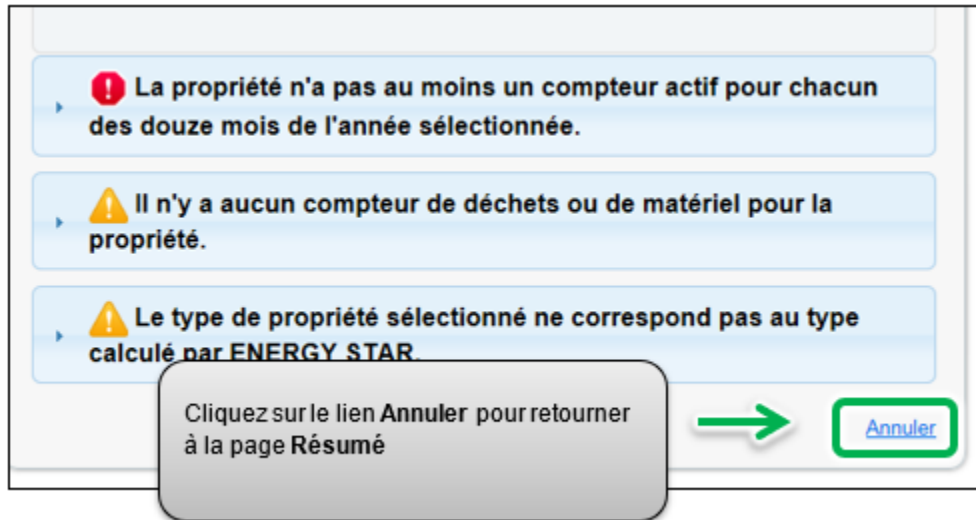 La propriété n'a pas au moins un compteur actif pour chacun
des douze mois de l'année sélectionnée.
Il n'y a aucun compteur de déchets ou de matériel pour la
propriété.
Le type de propriété sélectionné ne correspond pas au type
calculé par ENERGY STAR.
Cliquez sur le lien Annuler pour retourner
à la page Résumé
Annuler